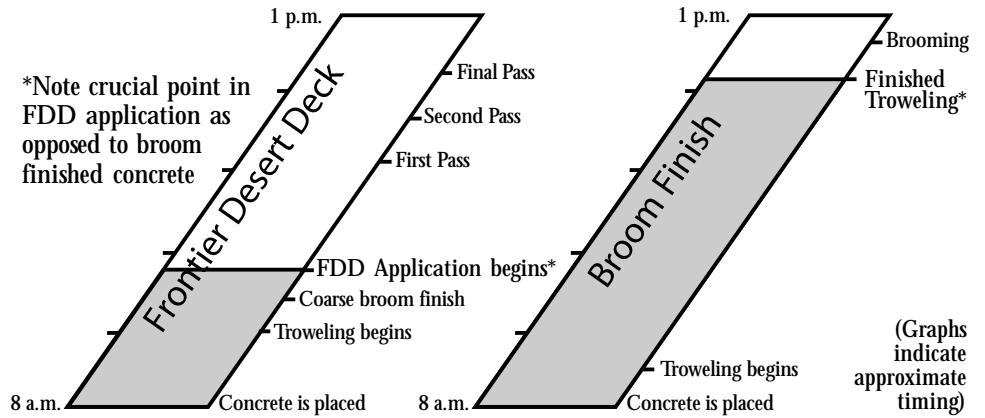 1 p.m.
*Note crucial point in
FDD application as
opposed to broom
finished concrete
Frontier Desert Deck
Final Pass
Second Pass
First Pass
FDD Application begins*
Coarse broom finish
Troweling begins
8 a.m.
Concrete is placed
1 p.m.
Brooming
Finished
Troweling*
Broom Finish
Troweling begins
8 a.m.
Concrete is placed
(Graphs
indicate
approximate
timing)